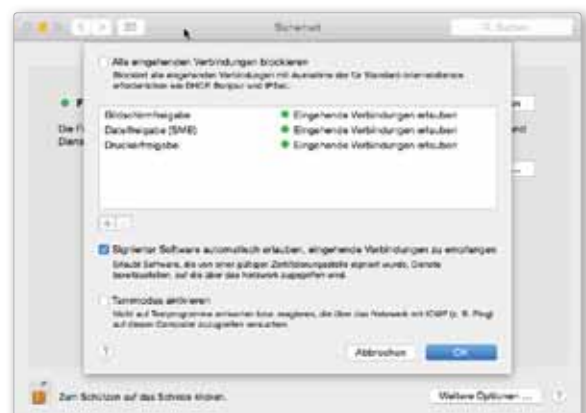 Sicherheit
Suchen
Alle eingehenden Verbindungen blockieren
Blockiert alle eingehenden Verbindungen mit Ausnahme der für Standard-Internetdienste
erforderlichen wie DHCP, Bonjour und IPSec.
Die
Diens
Bildschirmfreigabe
Eingehende Verbindungen erlauben
Dateifreigabe (SMB)
Eingehende Verbindungen erlauben
Druckerfreigabe
Eingehende Verbindungen erlauben
+ -
Signierter Software automatisch erlauben, eingehende Verbindungen zu empfangen
Erlaubt Software, die von einer gültigen Zertifizierungsstelle signiert wurde, Dienste
bereitzustellen, auf die über das Netzwerk zugegriffen wird.
Tarnmodus aktivieren
Nicht auf Testprogramme antworten bzw. reagieren, die über das Netzwerk mit ICMP (z. B. Ping)
auf diesen Computer zuzugreifen versuchen.
?
Abbrechen
OK
Zum Schützen auf das Schloss klicken.
Weitere Optionen ...
?